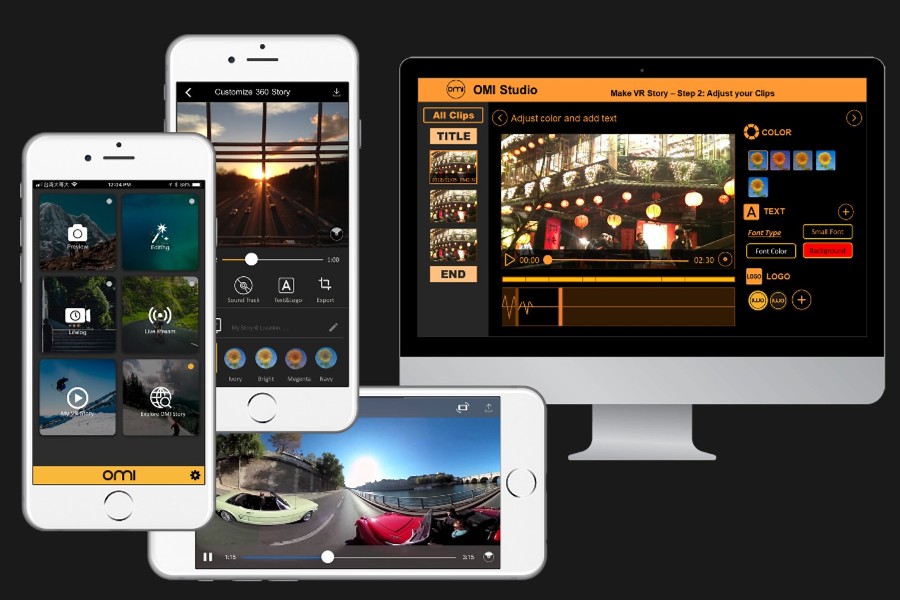 台灣大哥大
12:04 PM
88%
Preview
Editing
Lifelog
Live stream
My VR Story
Explore OMI Story
omi
Customize 360 Story
1:00
Sound Track
Text&Logo
Export
My Story @ Location ...
Ivory
Bright
Magenta
Navy
1:15
3:15
omi
OMI Studio
Make VR Story – Step 2: Adjust your Clips
All Clips
TITLE
END
Adjust color and add text
00:00
02:30
COLOR
A TEXT
Font Type
Small Font
Font Color
Background
LOGO LOGO